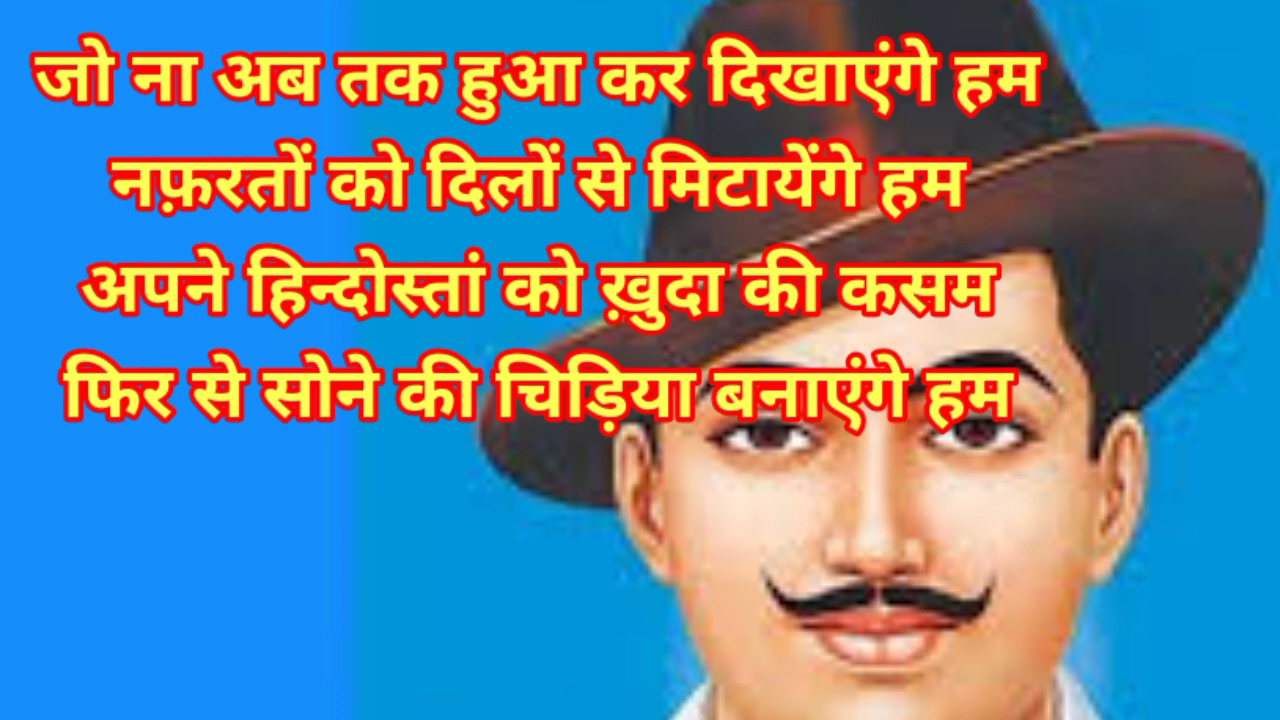 जो ना अब तक हुआ कर दिखाएंगे हम
नफ़रतों को दिलों से मिटायेंगे हम
अपने हिन्दोस्तां को ख़ुदा की कसम
फिर से सोने की चिड़िया बनाएंगे हम